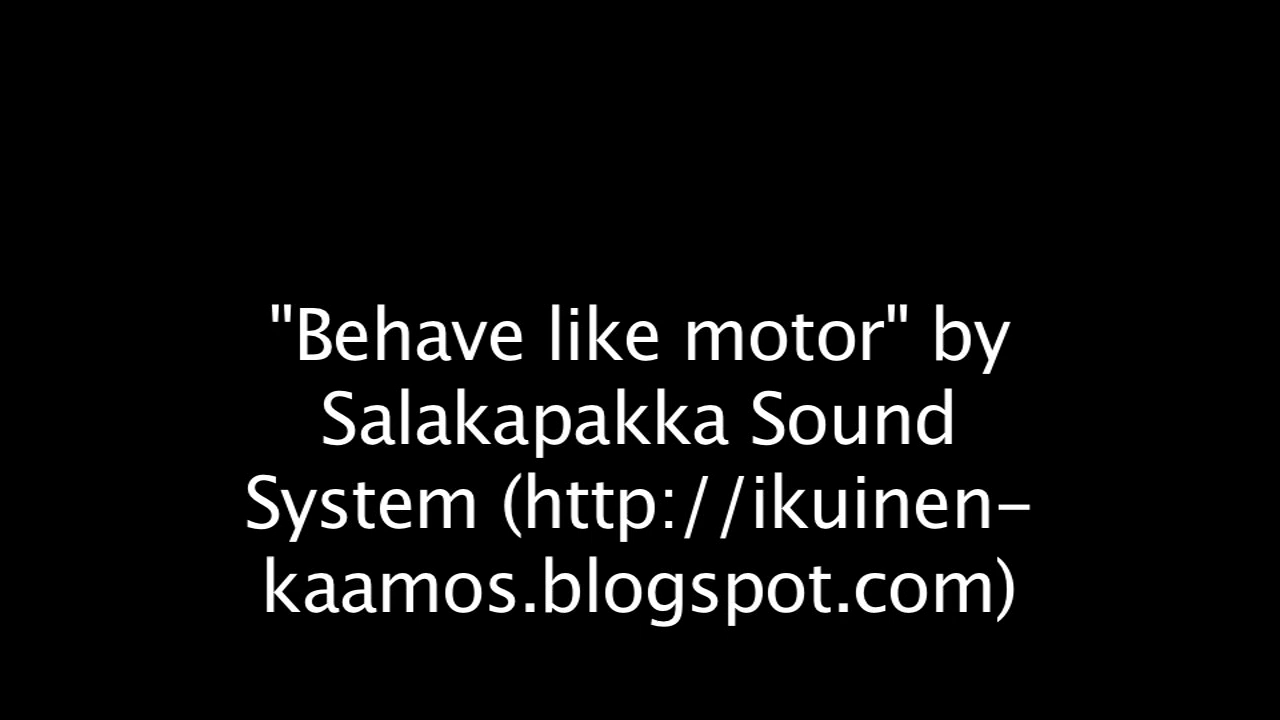 "Behave like motor" by
Salakapakka Sound
System (http://ikuinen-
kaamos.blogspot.com)